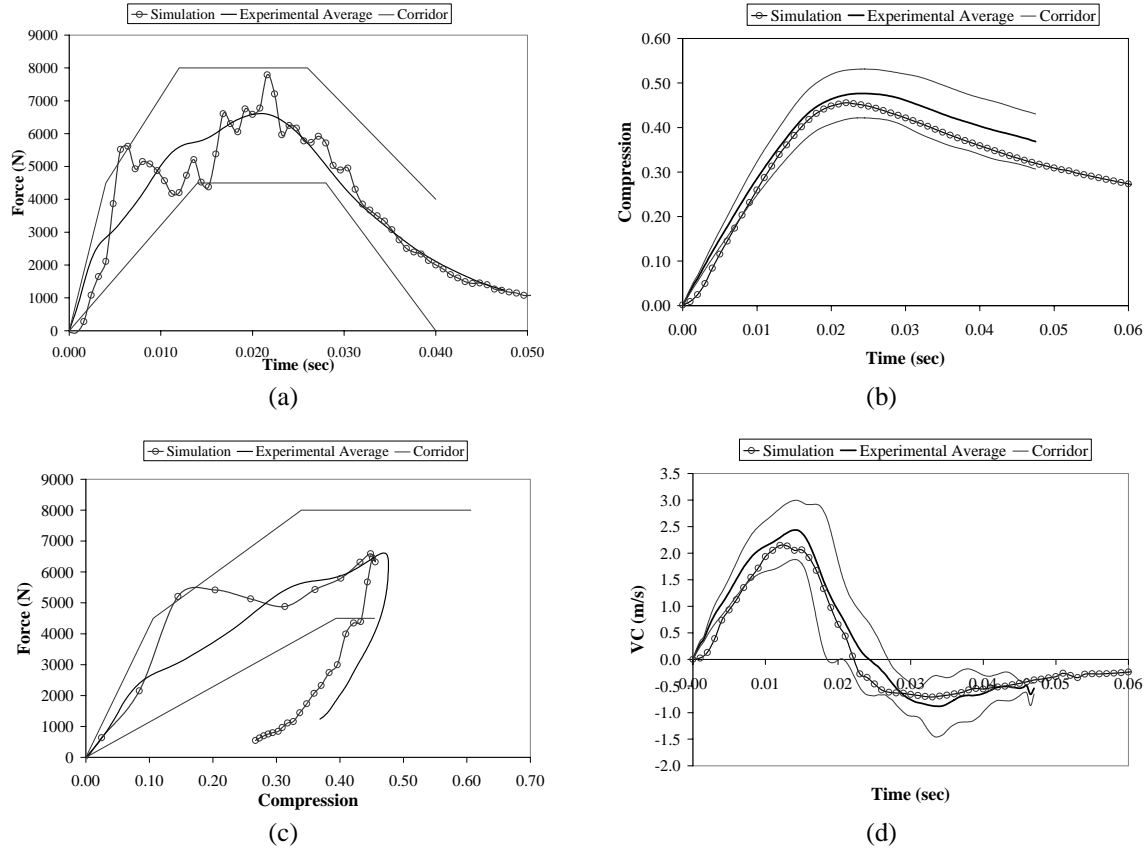 Simulation Experimental Average Corridor
9000
8000
7000
6000
5000
4000
3000
2000
1000
0
Force (N)
0.000 0.010 0.020 0.030 0.040 0.050
Time (sec)
(a)
Simulation Experimental Average Corridor
0.60
0.50
0.40
0.30
0.20
0.10
0.00
Compression
0.00 0.01 0.02 0.03 0.04 0.05 0.06
Time (sec)
(b)
Simulation Experimental Average Corridor
9000
8000
7000
6000
5000
4000
3000
2000
1000
0
Force (N)
0.00 0.10 0.20 0.30 0.40 0.50 0.60 0.70
Compression
(c)
Simulation Experimental Average Corridor
3.5
3.0
2.5
2.0
1.5
1.0
0.5
0.0
-0.5
-1.0
-1.5
-2.0
VC (m/s)
0.00 0.01 0.02 0.03 0.04 0.05 0.06
Time (sec)
(d)